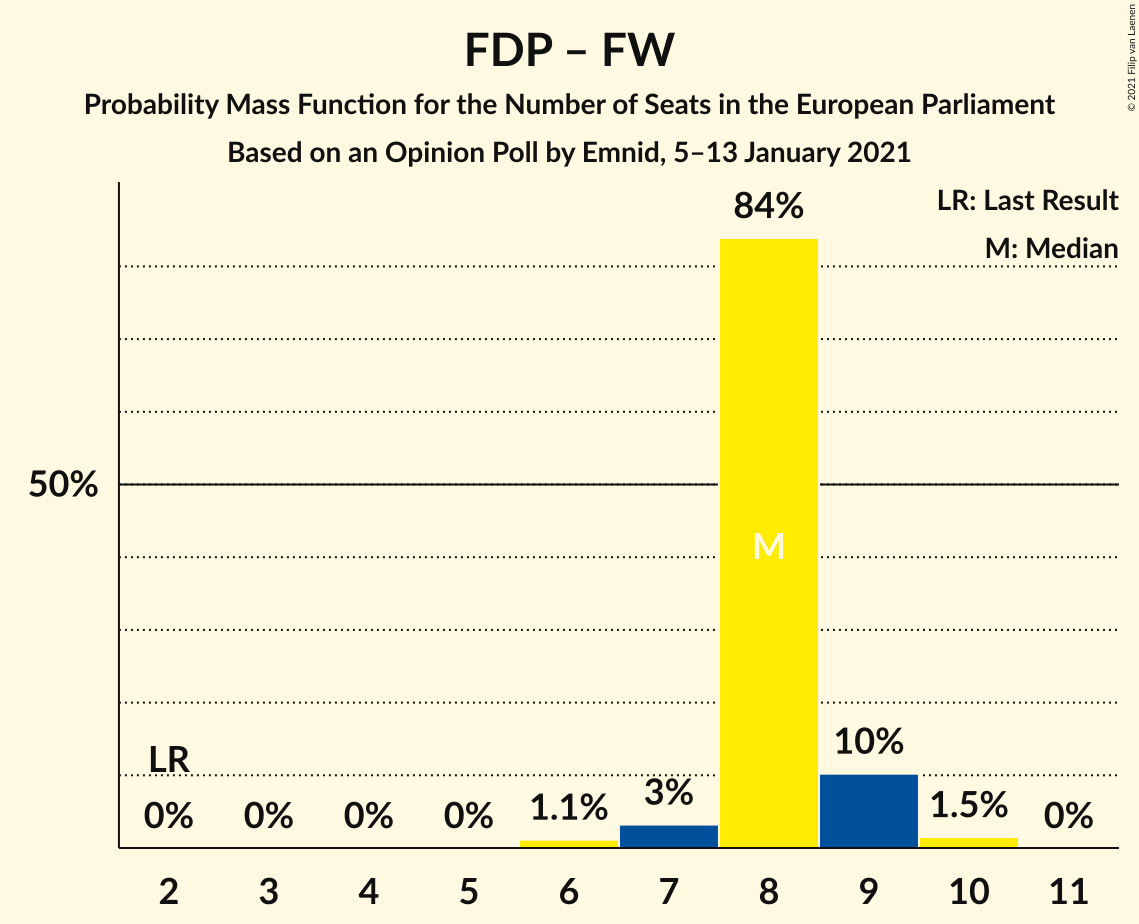 FDP – FW
Probability Mass Function for the Number of Seats in the European Parliament
Based on an Opinion Poll by Emnid, 5–13 January 2021
© 2021 Filip van Laenen
LR: Last Result
M: Median
84%
50%
M
LR
10%
0% 0% 0% 0% 1.1% 3% 1.5% 0%
2 3 4 5 6 7 8 9 10 11